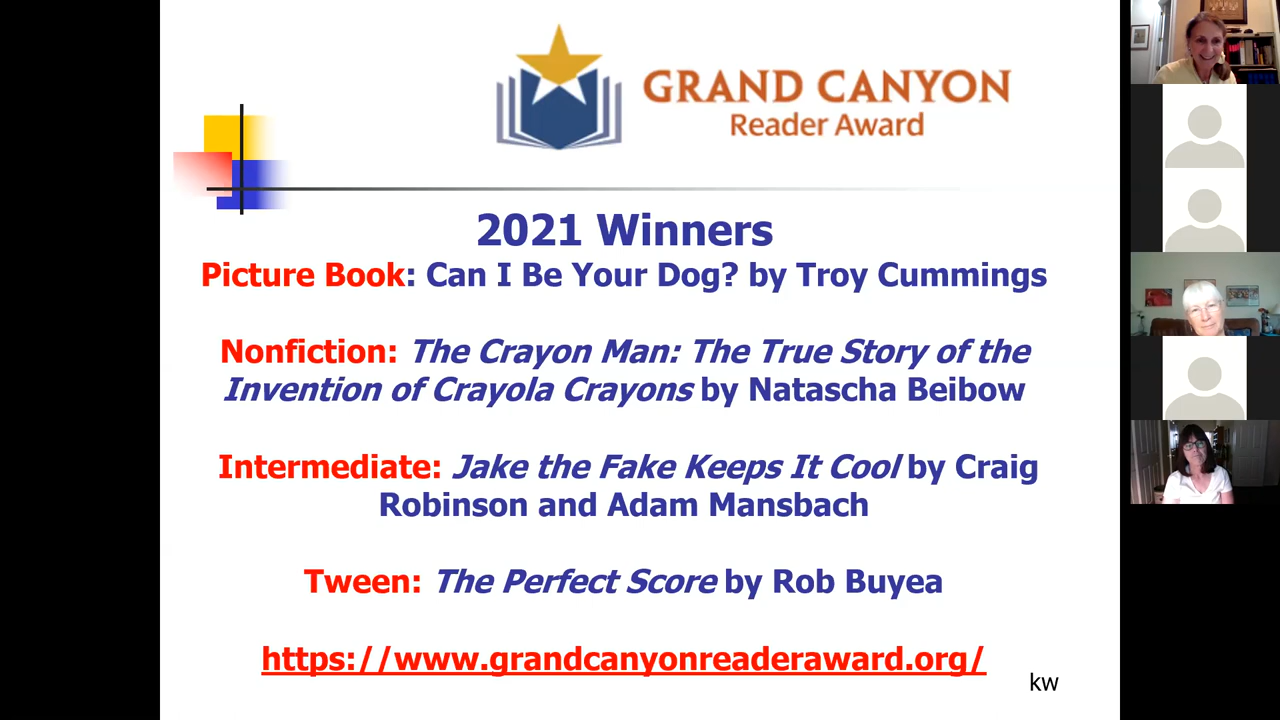 GRAND CANYON
Reader Award
2021 Winners
Picture Book: Can I Be Your Dog? by Troy Cummings
Nonfiction: The Crayon Man: The True Story of the
Invention of Crayola Crayons by Natascha Beibow
Intermediate: Jake the Fake Keeps It Cool by Craig
Robinson and Adam Mansbach
Tween: The Perfect Score by Rob Buyea
https://www.grandcanyonreaderaward.org/
kw